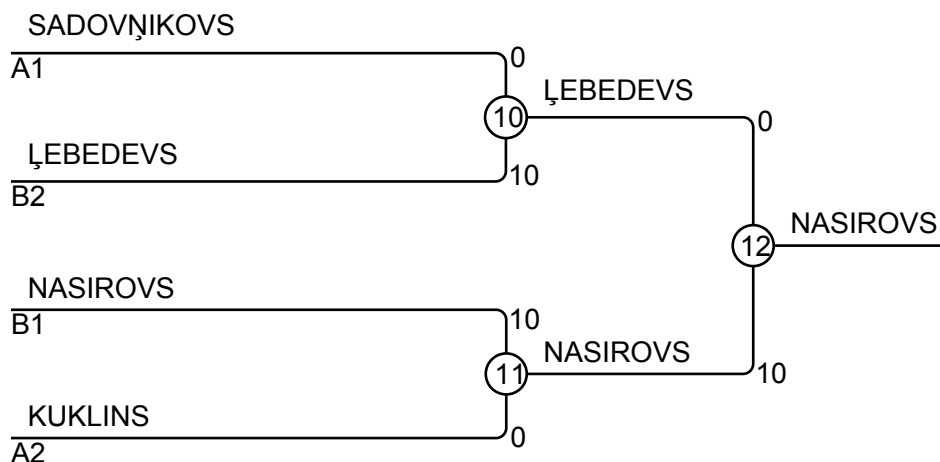 SADOVŅIKOVS
A1
0
10
ĻEBEDEVS
0
ĻEBEDEVS
B2
10
12
NASIROVS
NASIROVS
B1
10
11
NASIROVS
10
KUKLINS
A2
0